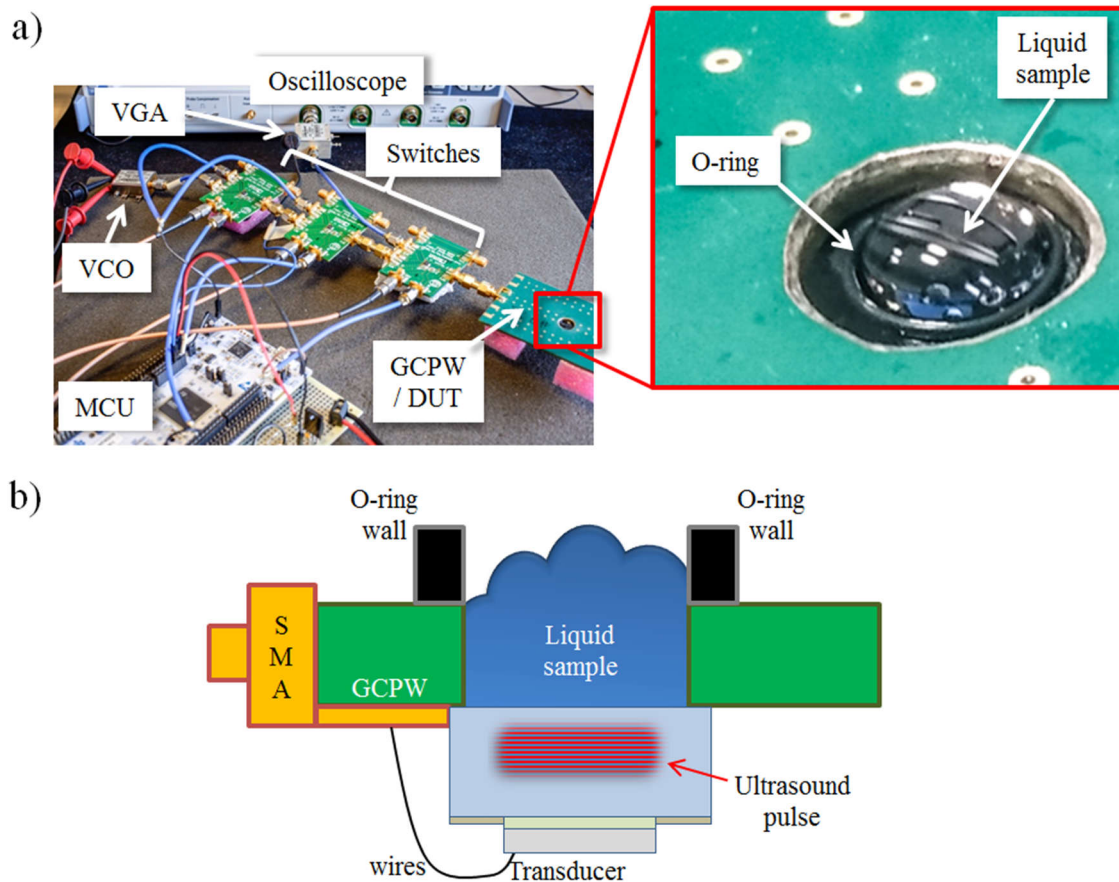 a)
Oscilloscope
VGA
Switches
VCO
MCU
GCPW
/ DUT
Liquid
sample
O-ring
b)
O-ring
wall
O-ring
wall
S
M
A
GCPW
Liquid
sample
Ultrasound
pulse
wires
Transducer